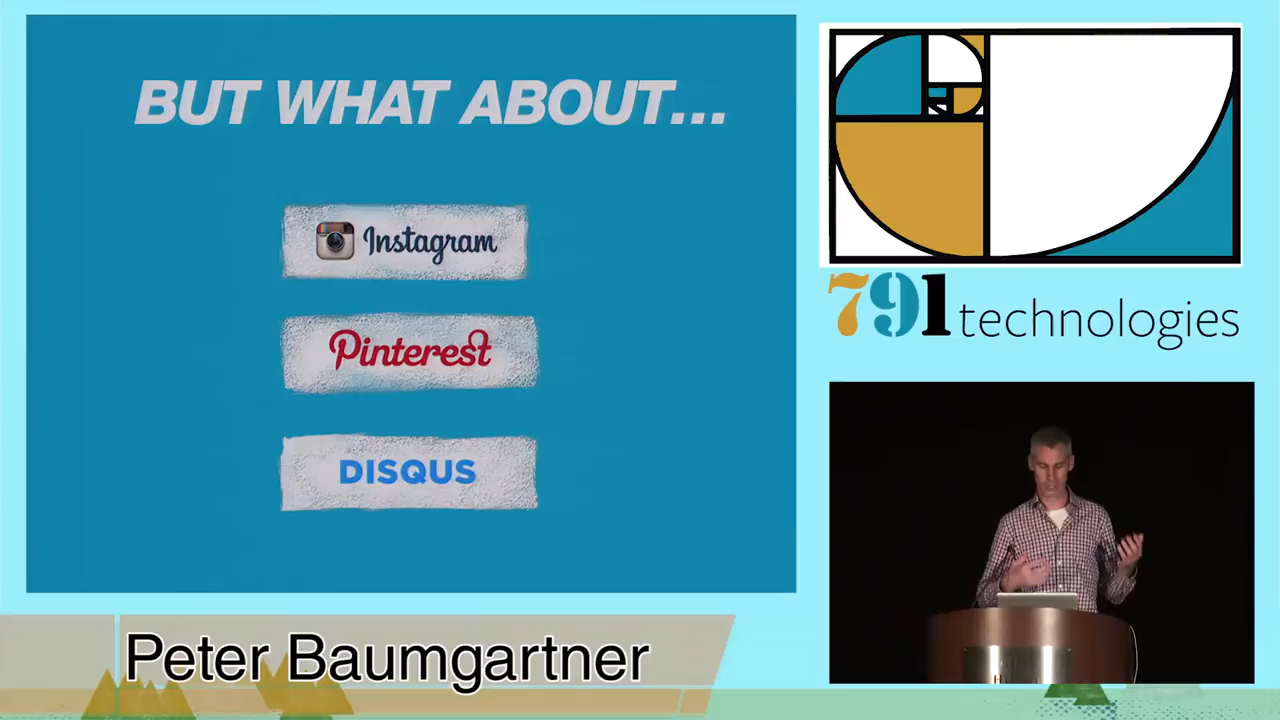 BUT WHAT ABOUT...
Instagram
Pinterest
DISQUS
791 technologies
Peter Baumgartner